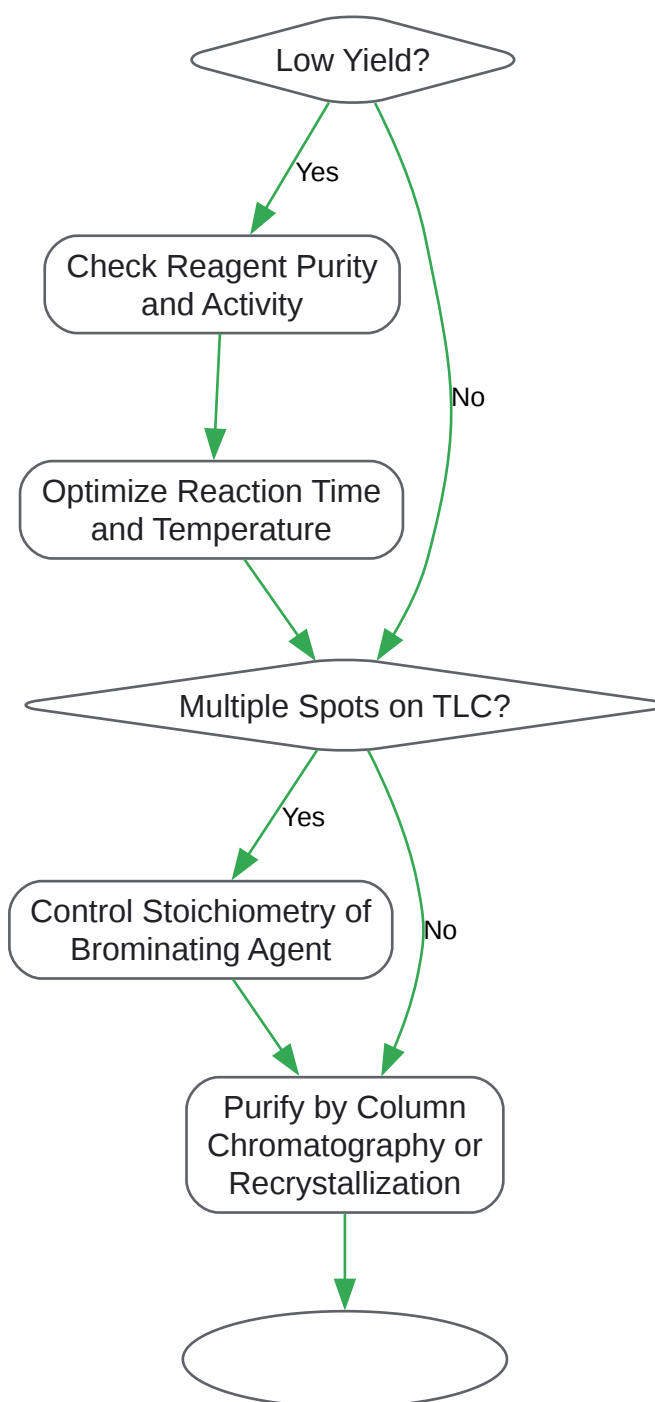 Low Yield?
Yes
Check Reagent Purity
and Activity
No
Optimize Reaction Time
and Temperature
Multiple Spots on TLC?
Yes
Control Stoichiometry of
Brominating Agent
No
Purify by Column
Chromatography or
Recrystallization